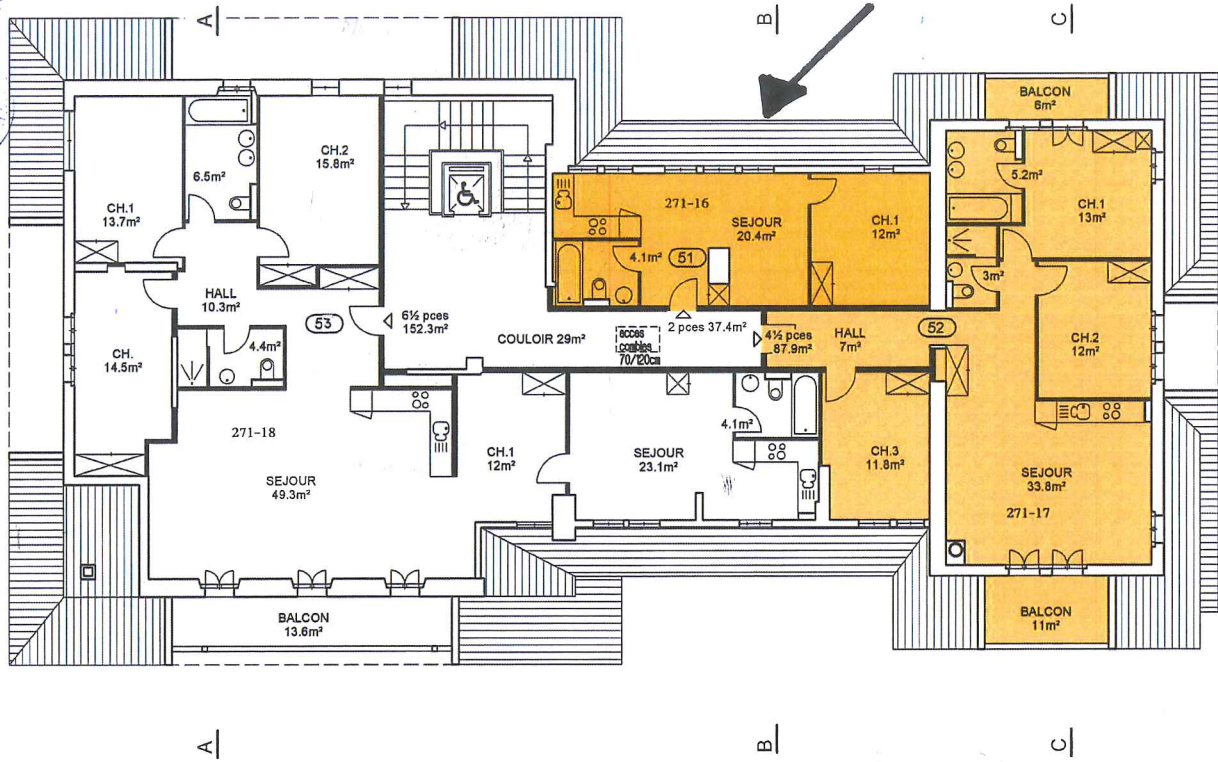 A
B
C
BALCON
6m²
CH.1
13.7m²
6.5m²
CH.2
15.8m²
271-16
SEJOUR
20.4m²
CH.1
12m²
5.2m²
CH.1
13m²
4.1m²
51
3m²
HALL
10.3m²
53
6½ pces
152.3m²
COULOIR 29m²
acces
combles
70/120cm
2 pces 37.4m²
4½ pces
87.9m²
HALL
7m²
52
CH.2
12m²
CH.
14.5m²
4.4m²
271-18
SEJOUR
49.3m²
CH.1
12m²
SEJOUR
23.1m²
4.1m²
CH.3
11.8m²
SEJOUR
33.8m²
271-17
BALCON
13.6m²
BALCON
11m²
A
B
C